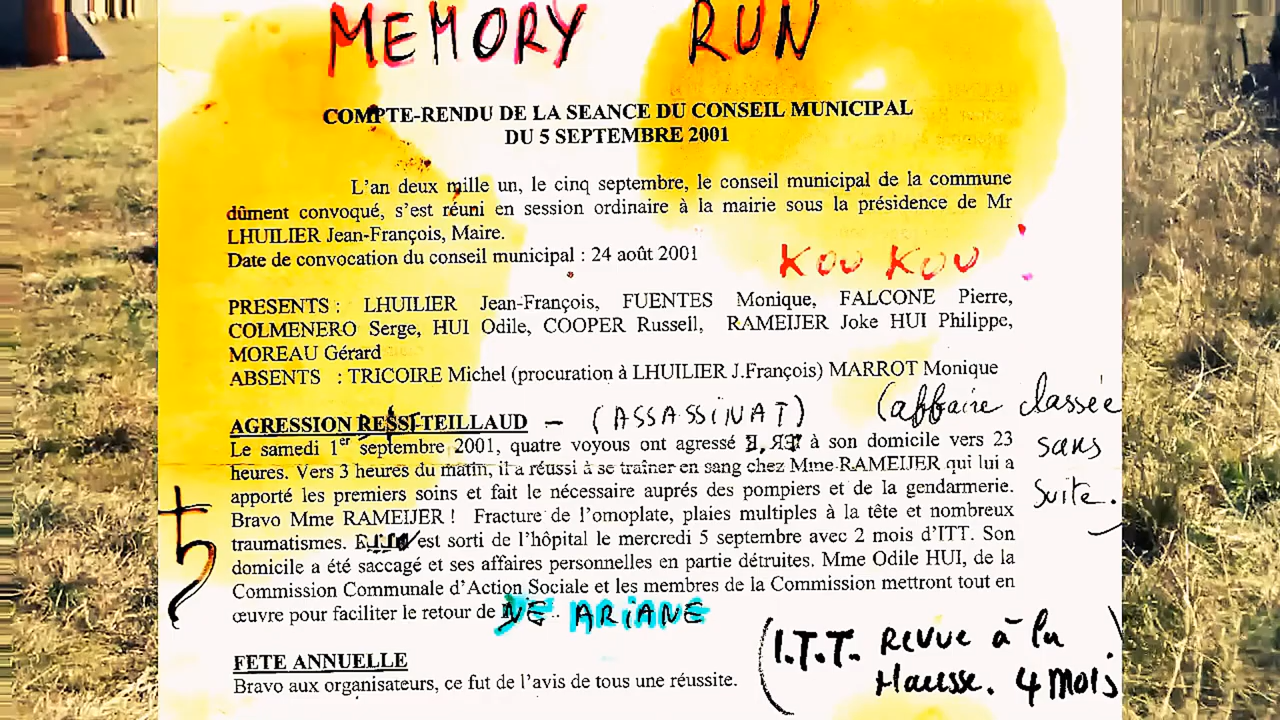 MEMORY RUN
COMPTE-RENDU DE LA SEANCE DU CONSEIL MUNICIPAL
DU 5 SEPTEMBRE 2001
L'an deux mille un, le cinq septembre, le conseil municipal de la commune
dûment convoqué, s'est réuni en session ordinaire à la mairie sous la présidence de Mr
LHUILIER Jean-François, Maire.
Date de convocation du conseil municipal : 24 août 2001
KOU KOU !
PRESENTS : LHUILIER Jean-François, FUENTES Monique, FALCONE Pierre,
COLMENERO Serge, HUI Odile, COOPER Russell, RAMEIJER Joke HUI Philippe,
MOREAU Gérard
ABSENTS : TRICOIRE Michel (procuration à LHUILIER J.François) MARROT Monique
AGRESSION TEILLAUD – (ASSASSINAT) (affaire classée
sans
suite.)
Le samedi 1er septembre 2001, quatre voyous ont agressé à son domicile vers 23
heures. Vers 3 heures du matin, il a réussi à se traîner en sang chez Mme RAMEIJER qui lui a
apporté les premiers soins et fait le nécessaire auprés des pompiers et de la gendarmerie.
Bravo Mme RAMEIJER ! Fracture de l'omoplate, plaies multiples à la tête et nombreux
traumatismes. est sorti de l'hôpital le mercredi 5 septembre avec 2 mois d'ITT. Son
domicile a été saccagé et ses affaires personnelles en partie détruites. Mme Odile HUI, de la
Commission Communale d'Action Sociale et les membres de la Commission mettront tout en
œuvre pour faciliter le retour de DE ARiANE
(I.T.T. REVUE à la
Hausse. 4 Mois)
FETE ANNUELLE
Bravo aux organisateurs, ce fut de l'avis de tous une réussite.